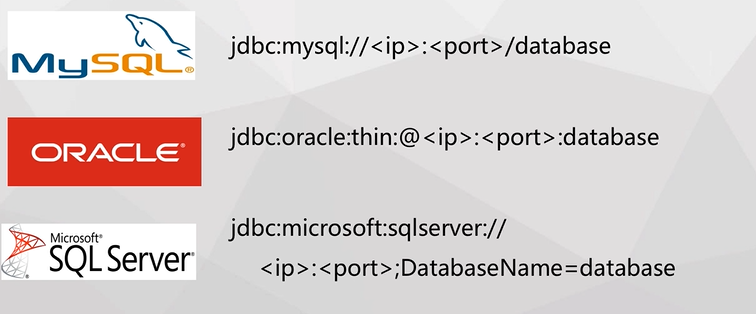 MySQL®
jdbc:mysql://<ip>:<port>/database
ORACLE®
jdbc:oracle:thin:@<ip>:<port>:database
Microsoft®
SQL Server®
jdbc:microsoft:sqlserver://
<ip>:<port>;DatabaseName=database